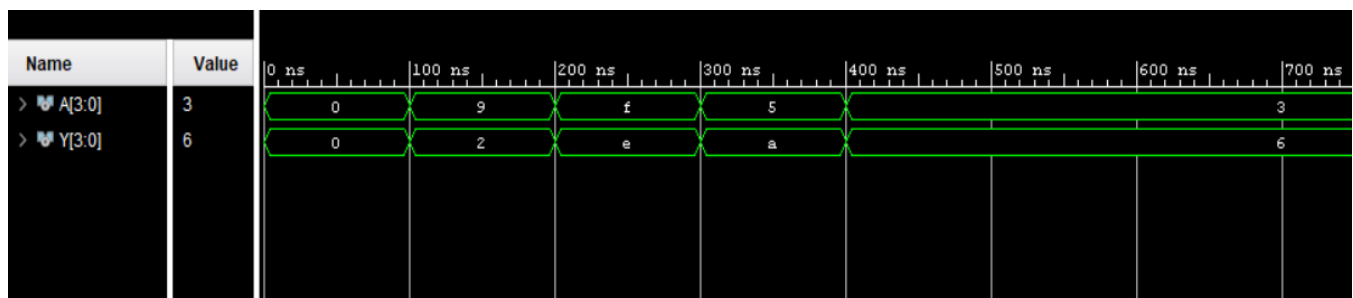 Name Value 0 ns 100 ns 200 ns 300 ns 400 ns 500 ns 600 ns 700 ns
> A[3:0] 3 0 9 f 5 3
> Y[3:0] 6 0 2 e a 6